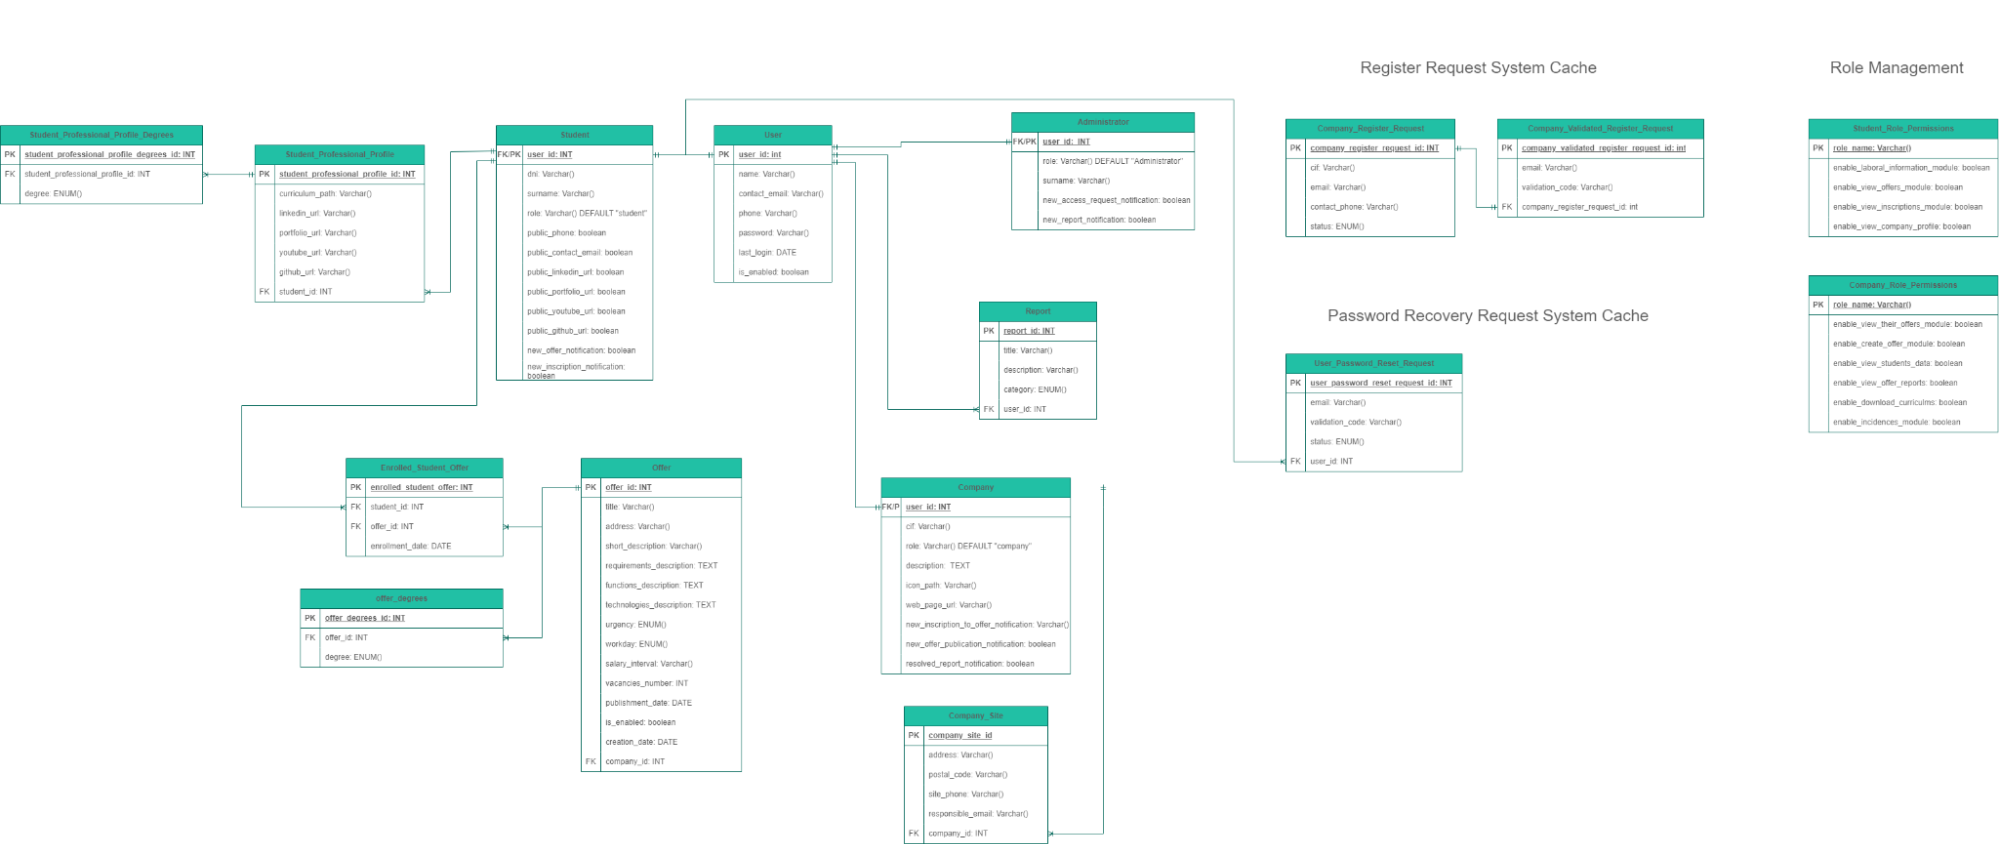 Register Request System Cache
Role Management
Student_Professional_Profile_Degrees
PK student_professional_profile_degrees_id: INT
FK student_professional_profile_id: INT
degree: ENUM()
Student_Professional_Profile
PK student_professional_profile_id: INT
curriculum_path: Varchar()
linkedin_url: Varchar()
portfolio_url: Varchar()
youtube_url: Varchar()
github_url: Varchar()
FK student_id: INT
Student
FK/PK user_id: INT
dni: Varchar()
surname: Varchar()
role: Varchar() DEFAULT "student"
public_phone: boolean
public_contact_email: boolean
public_linkedin_url: boolean
public_portfolio_url: boolean
public_youtube_url: boolean
public_github_url: boolean
new_offer_notification: boolean
new_inscription_notification:
boolean
User
PK user_id: int
name: Varchar()
contact_email: Varchar()
phone: Varchar()
password: Varchar()
last_login: DATE
is_enabled: boolean
Administrator
FK/PK user_id: INT
role: Varchar() DEFAULT "Administrator"
surname: Varchar()
new_access_request_notification: boolean
new_report_notification: boolean
Company_Register_Request
PK company_register_request_id: INT
cif: Varchar()
email: Varchar()
contact_phone: Varchar()
status: ENUM()
Company_Validated_Register_Request
PK company_validated_register_request_id: int
email: Varchar()
validation_code: Varchar()
FK company_register_request_id: int
Student_Role_Permissions
PK role_name: Varchar()
enable_laboral_information_module: boolean
enable_view_offers_module: boolean
enable_view_inscriptions_module: boolean
enable_view_company_profile: boolean
Company_Role_Permissions
PK role_name: Varchar()
enable_view_their_offers_module: boolean
enable_create_offer_module: boolean
enable_view_students_data: boolean
enable_view_offer_reports: boolean
enable_download_curriculms: boolean
enable_incidences_module: boolean
Report
PK report_id: INT
title: Varchar()
description: Varchar()
category: ENUM()
FK user_id: INT
Password Recovery Request System Cache
User_Password_Reset_Request
PK user_password_reset_request_id: INT
email: Varchar()
validation_code: Varchar()
status: ENUM()
FK user_id: INT
Enrolled_Student_Offer
PK enrolled_student_offer: INT
FK student_id: INT
FK offer_id: INT
enrollment_date: DATE
offer_degrees
PK offer_degrees_id: INT
FK offer_id: INT
degree: ENUM()
Offer
PK offer_id: INT
title: Varchar()
address: Varchar()
short_description: Varchar()
requirements_description: TEXT
functions_description: TEXT
technologies_description: TEXT
urgency: ENUM()
workday: ENUM()
salary_interval: Varchar()
vacancies_number: INT
publishment_date: DATE
is_enabled: boolean
creation_date: DATE
FK company_id: INT
Company
FK/P user_id: INT
cif: Varchar()
role: Varchar() DEFAULT "company"
description: TEXT
icon_path: Varchar()
web_page_url: Varchar()
new_inscription_to_offer_notification: Varchar()
new_offer_publication_notification: boolean
resolved_report_notification: boolean
Company_Site
PK company_site_id
address: Varchar()
postal_code: Varchar()
site_phone: Varchar()
responsible_email: Varchar()
FK company_id: INT